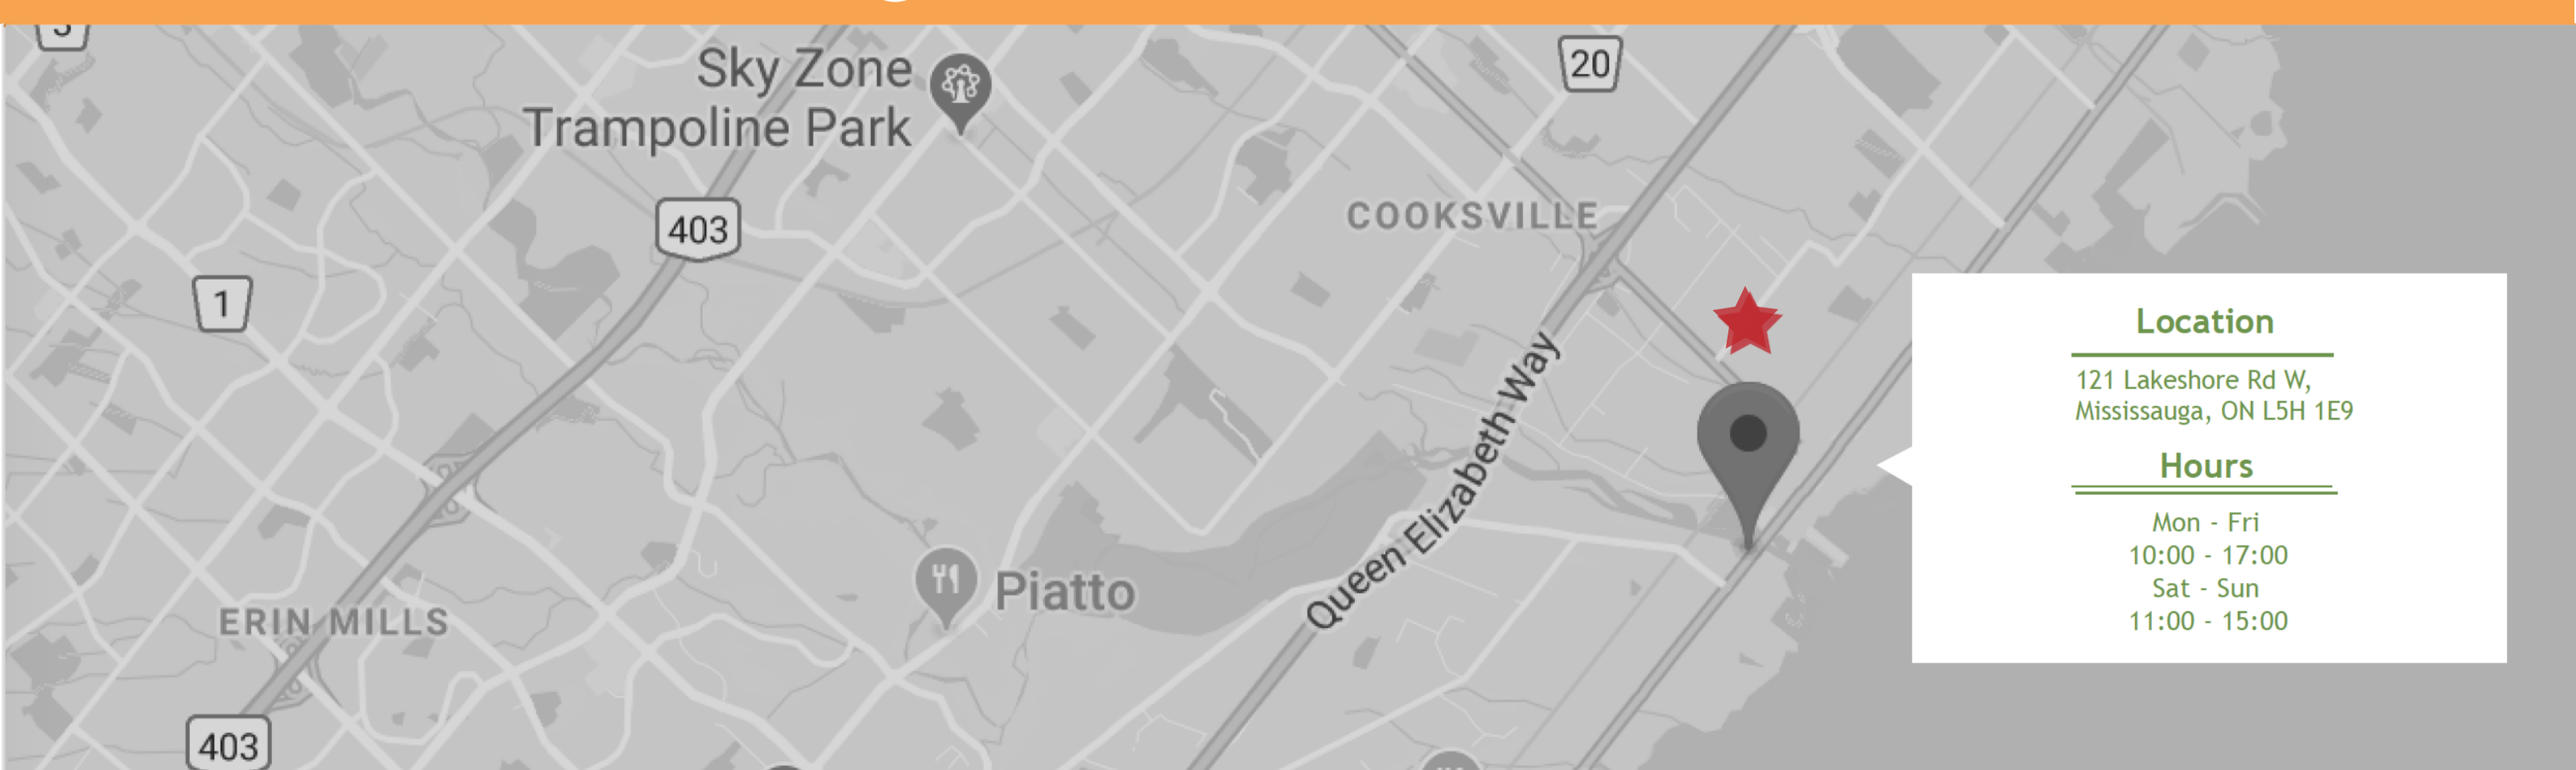 Sky Zone
Trampoline Park
20
403
COOKSVILLE
1
Queen Elizabeth Way
Piatto
ERIN MILLS
403
Location
121 Lakeshore Rd W,
Mississauga, ON L5H 1E9
Hours
Mon - Fri
10:00 - 17:00
Sat - Sun
11:00 - 15:00